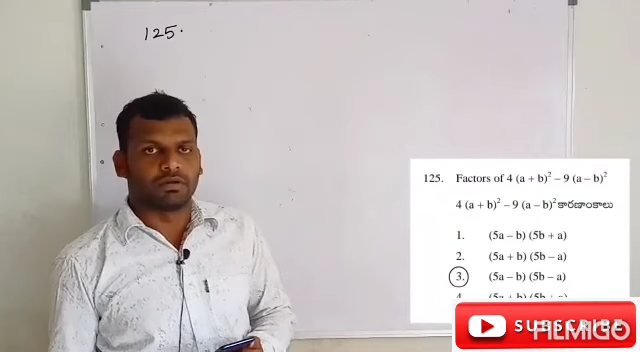 125.
125. Factors of 4 (a + b)² – 9 (a – b)²
4 (a + b)² – 9 (a – b)² కారణాంకాలు
1. (5a – b) (5b + a)
2. (5a + b) (5b – a)
3. (5a – b) (5b – a)
4.
SUBSCRIBE
FILMIGO